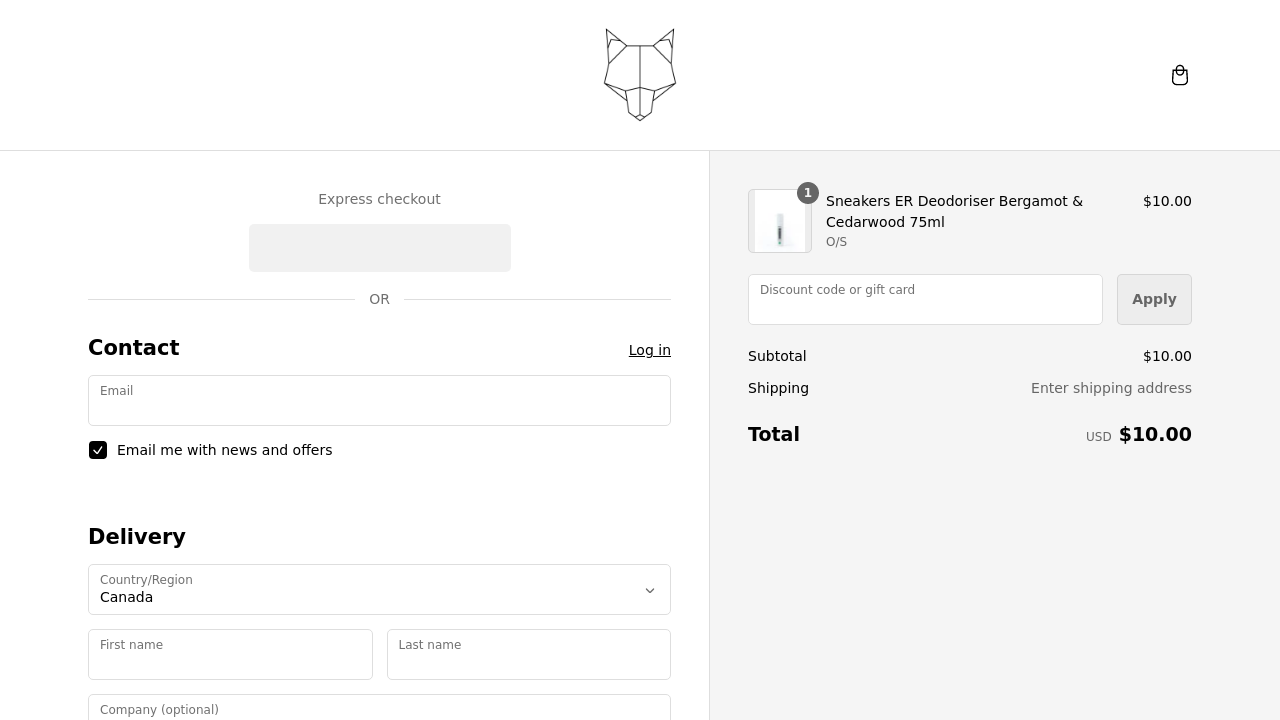 Express checkout
OR
Contact
Log in
Email
Email me with news and offers
Delivery
Country/Region
Canada
First name
Last name
Company (optional)
1
Sneakers ER Deodoriser Bergamot &
Cedarwood 75ml
O/S
$10.00
Discount code or gift card
Apply
Subtotal
$10.00
Shipping
Enter shipping address
Total
USD $10.00